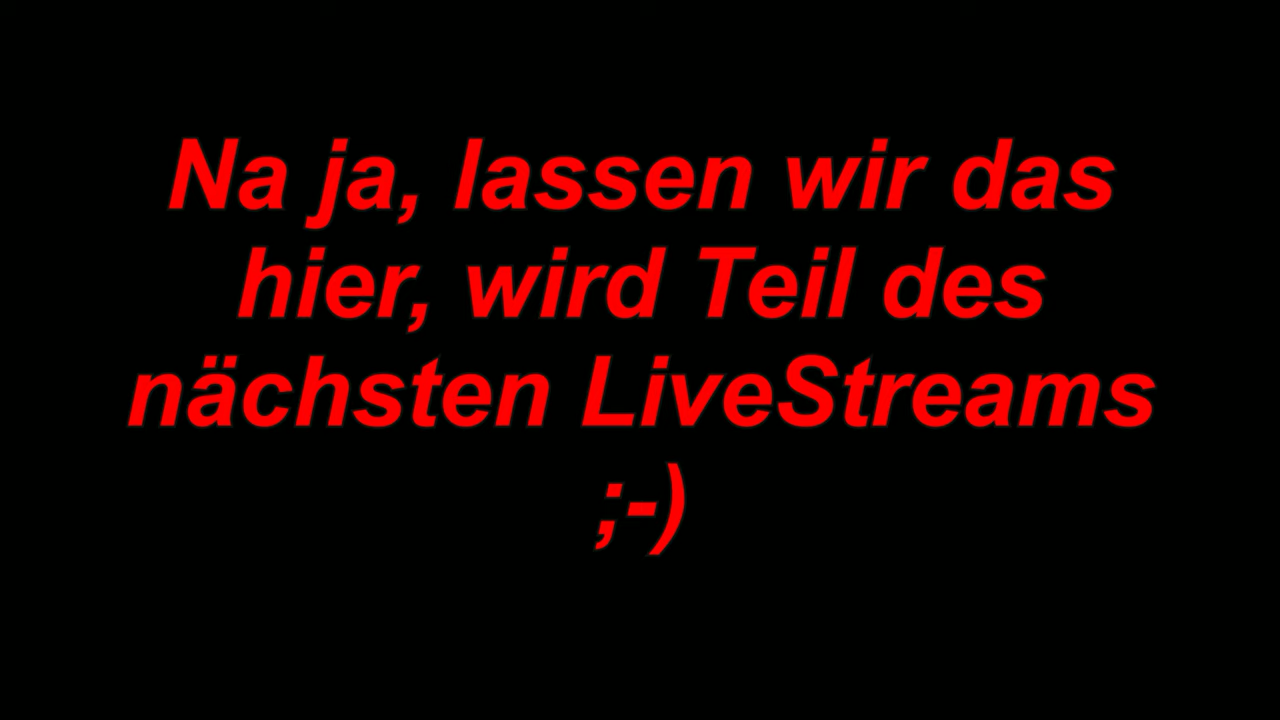 Na ja, lassen wir das
hier, wird Teil des
nächsten LiveStreams
;-)